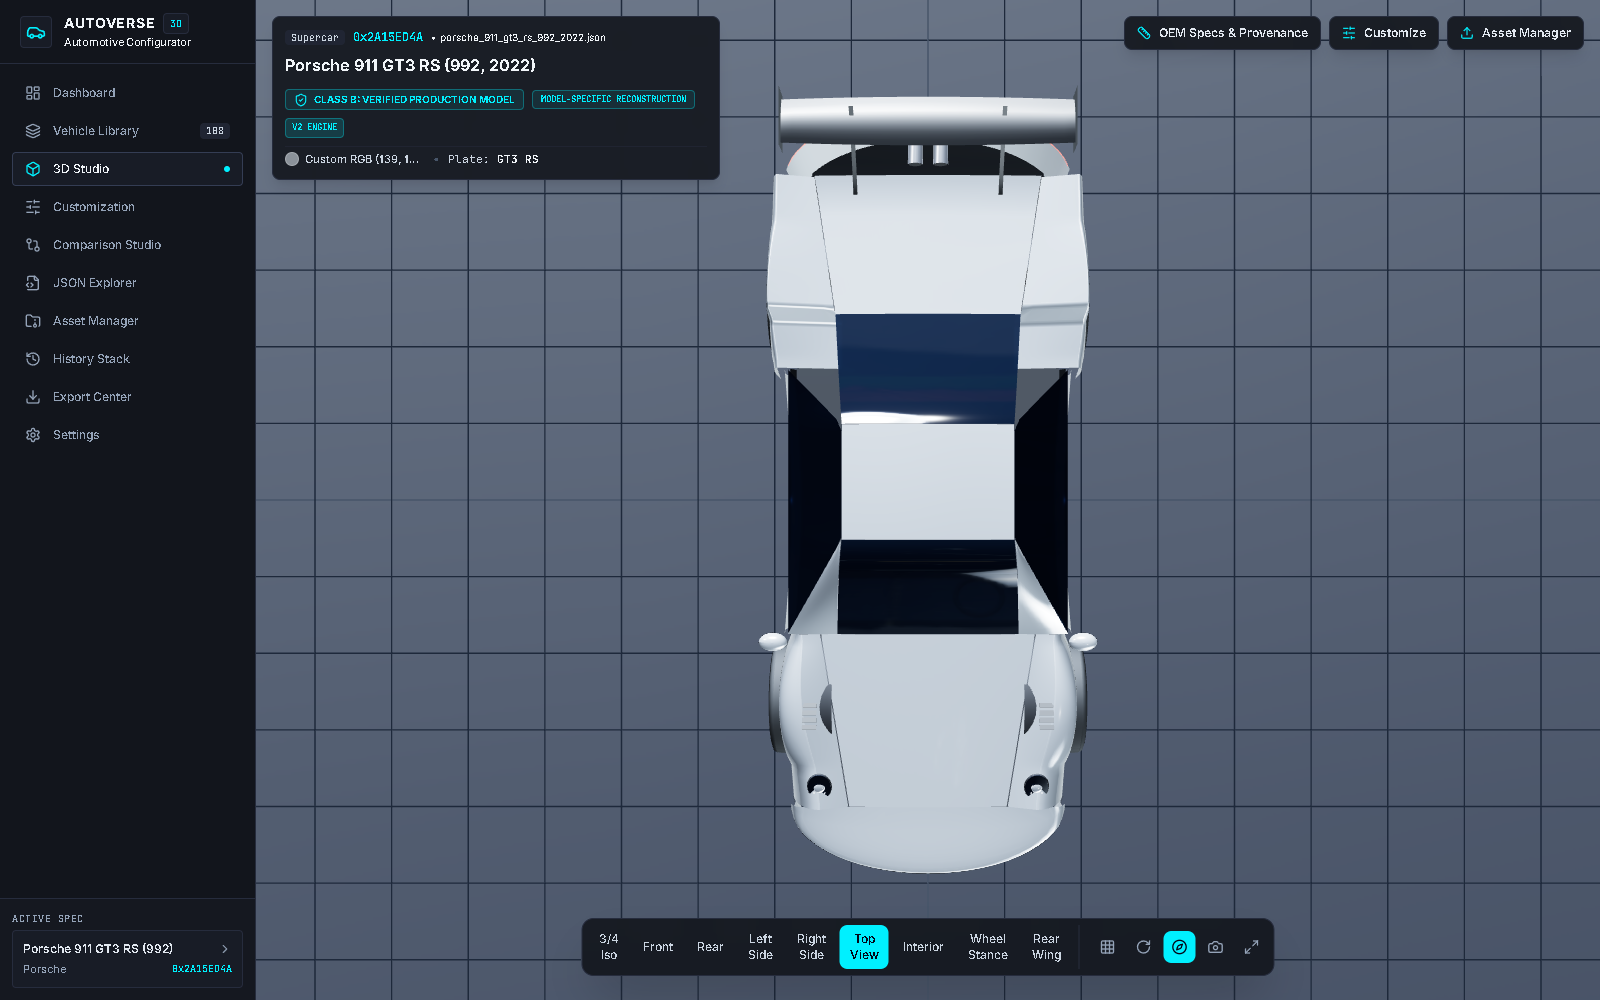 AUTOVERSE 3D
Automotive Configurator
Dashboard
Vehicle Library 188
3D Studio
Customization
Comparison Studio
JSON Explorer
Asset Manager
History Stack
Export Center
Settings
ACTIVE SPEC
Porsche 911 GT3 RS (992)
Porsche 0x2A15ED4A
Supercar 0x2A15ED4A • porsche_911_gt3_rs_992_2022.json
Porsche 911 GT3 RS (992, 2022)
CLASS B: VERIFIED PRODUCTION MODEL MODEL-SPECIFIC RECONSTRUCTION
V2 ENGINE
Custom RGB (139, 1... • Plate: GT3 RS
OEM Specs & Provenance
Customize
Asset Manager
3/4 Iso
Front
Rear
Left Side
Right Side
Top View
Interior
Wheel Stance
Rear Wing